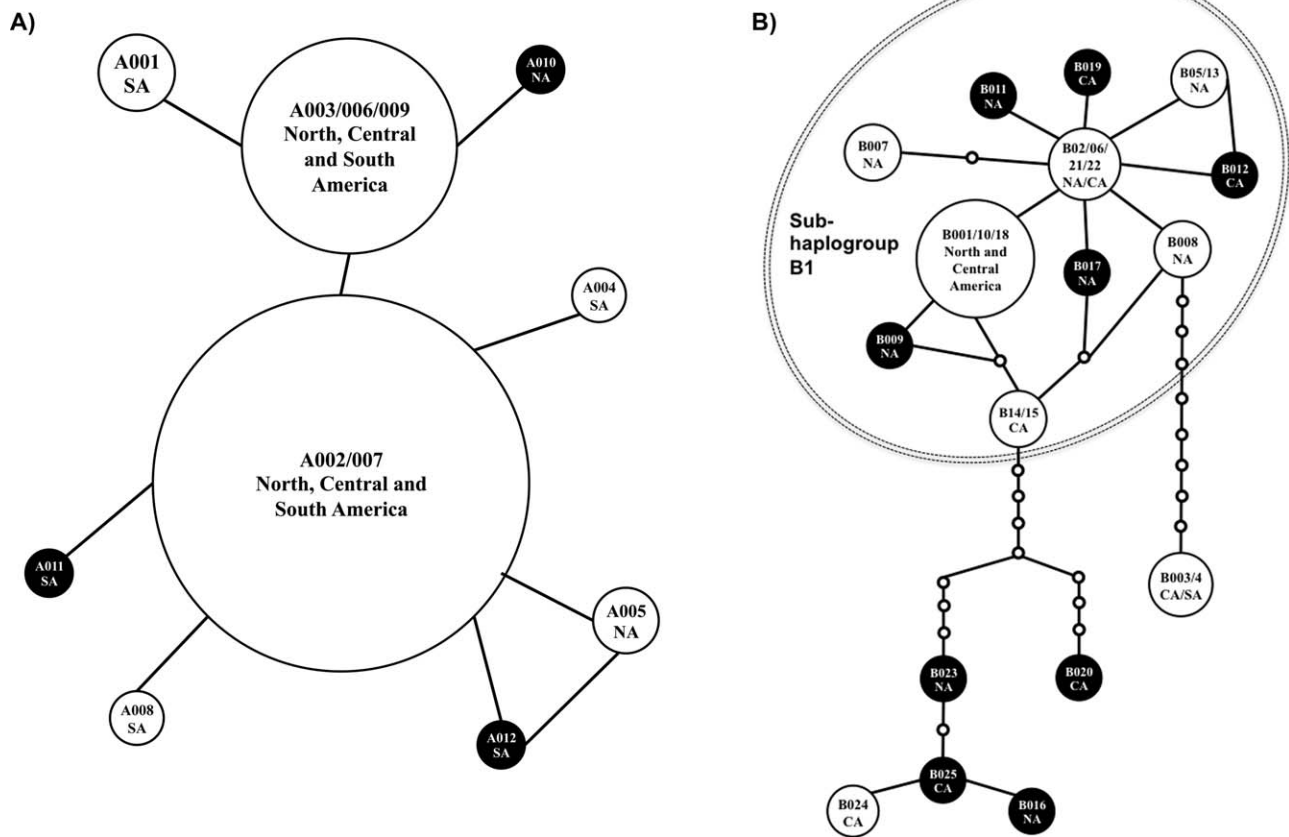 A)
A001
SA
A003/006/009
North, Central
and South
America
A010
NA
A004
SA
A002/007
North, Central and
South America
A011
SA
A005
NA
A008
SA
A012
SA
B)
B019
CA
B05/13
NA
B011
NA
B007
NA
B02/06/
21/22
NA/CA
B012
CA
Sub-
haplogroup
B1
B001/10/18
North and
Central
America
B017
NA
B008
NA
B009
NA
B14/15
CA
B003/4
CA/SA
B023
NA
B020
CA
B025
CA
B024
CA
B016
NA